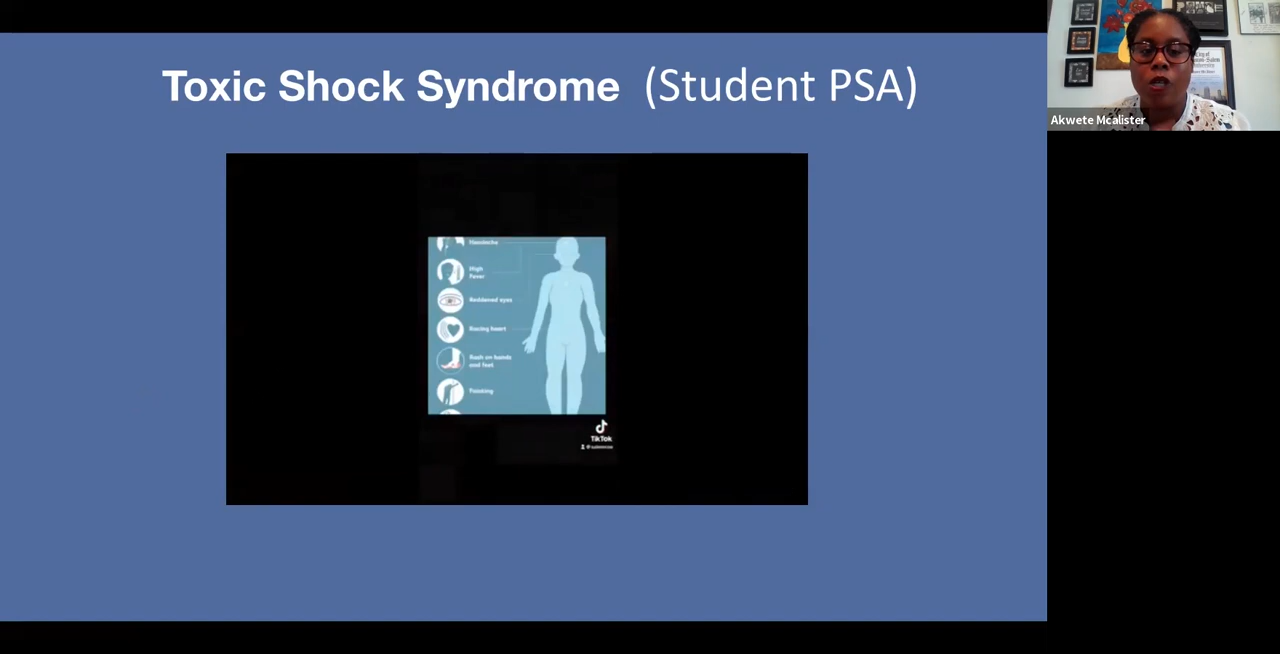 Toxic Shock Syndrome (Student PSA)
Akwete Mcalister
Headache
High
Fever
Reddened eyes
Racing heart
Rash on hands
and feet
Fainting
TikTok